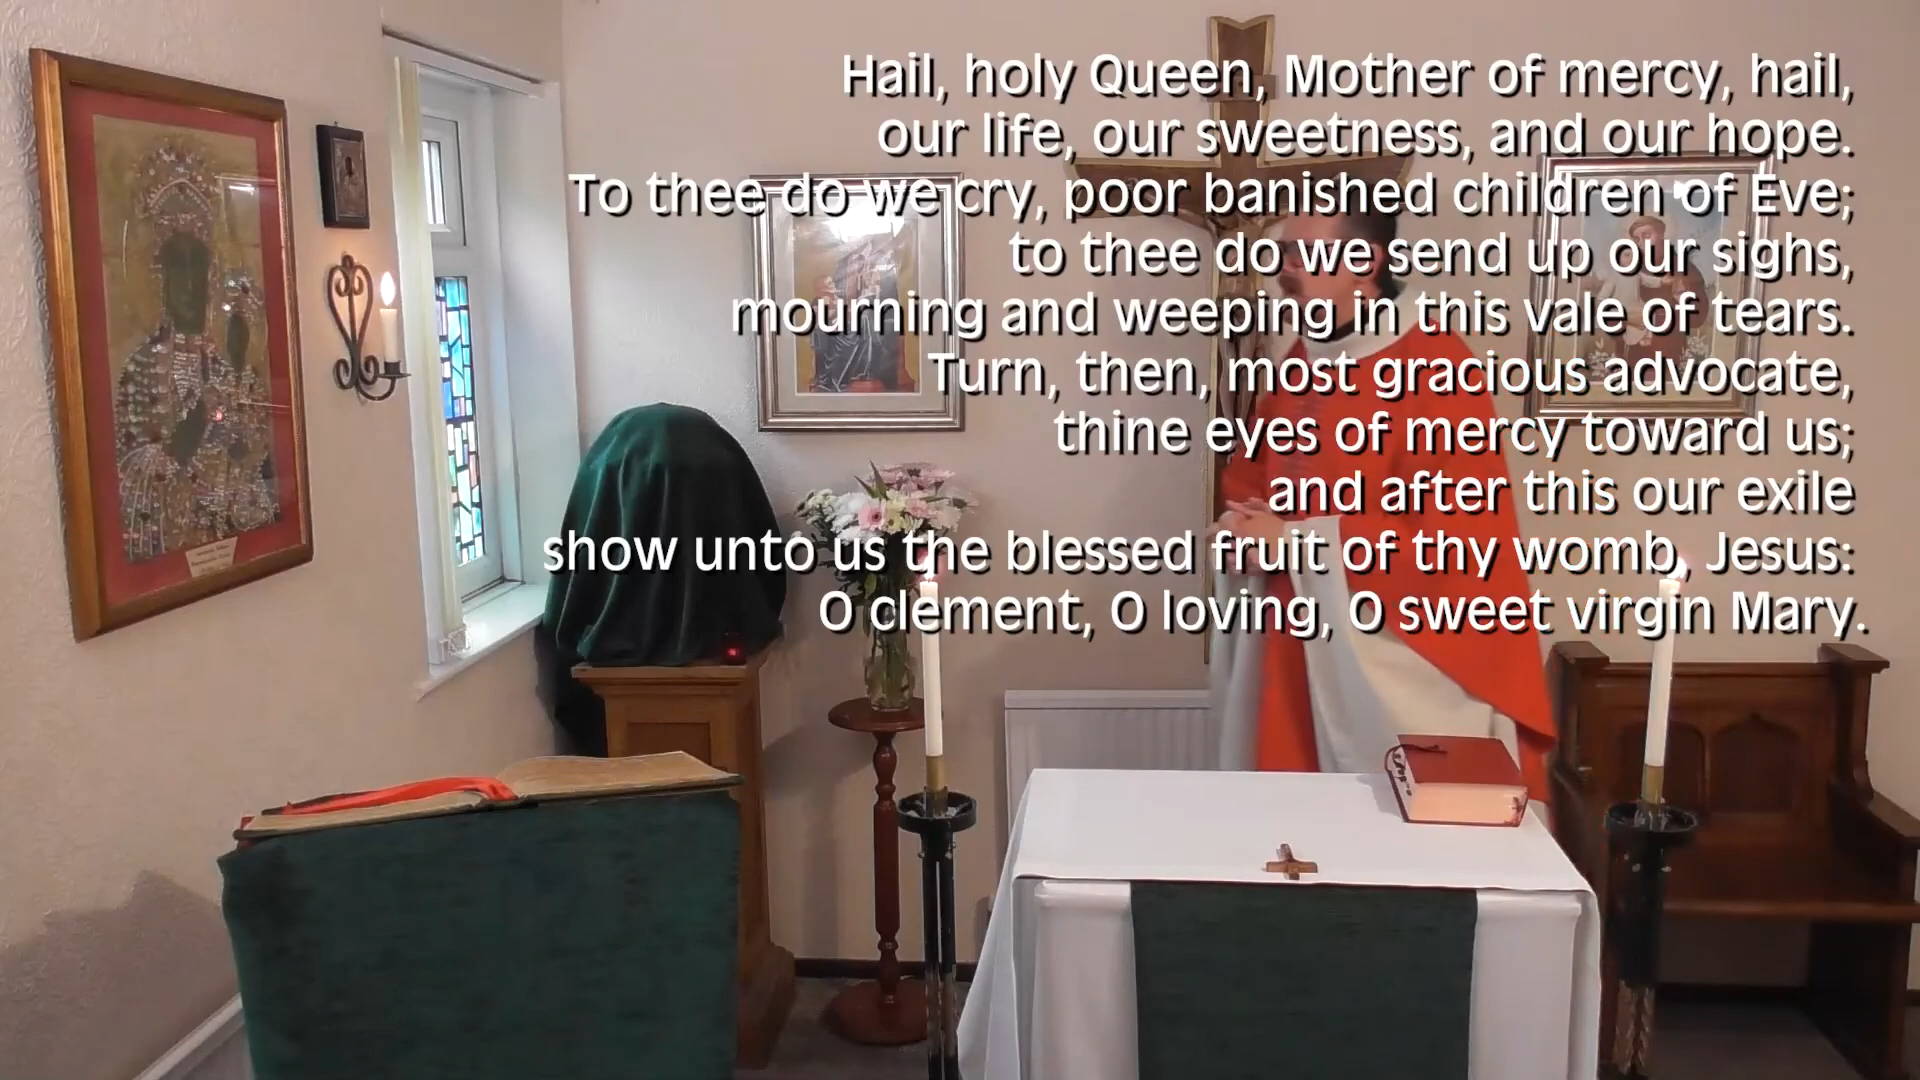 Hail, holy Queen, Mother of mercy, hail,
our life, our sweetness, and our hope.
To thee do we cry, poor banished children of Eve;
to thee do we send up our sighs,
mourning and weeping in this vale of tears.
Turn, then, most gracious advocate,
thine eyes of mercy toward us;
and after this our exile
show unto us the blessed fruit of thy womb, Jesus:
O clement, O loving, O sweet virgin Mary.